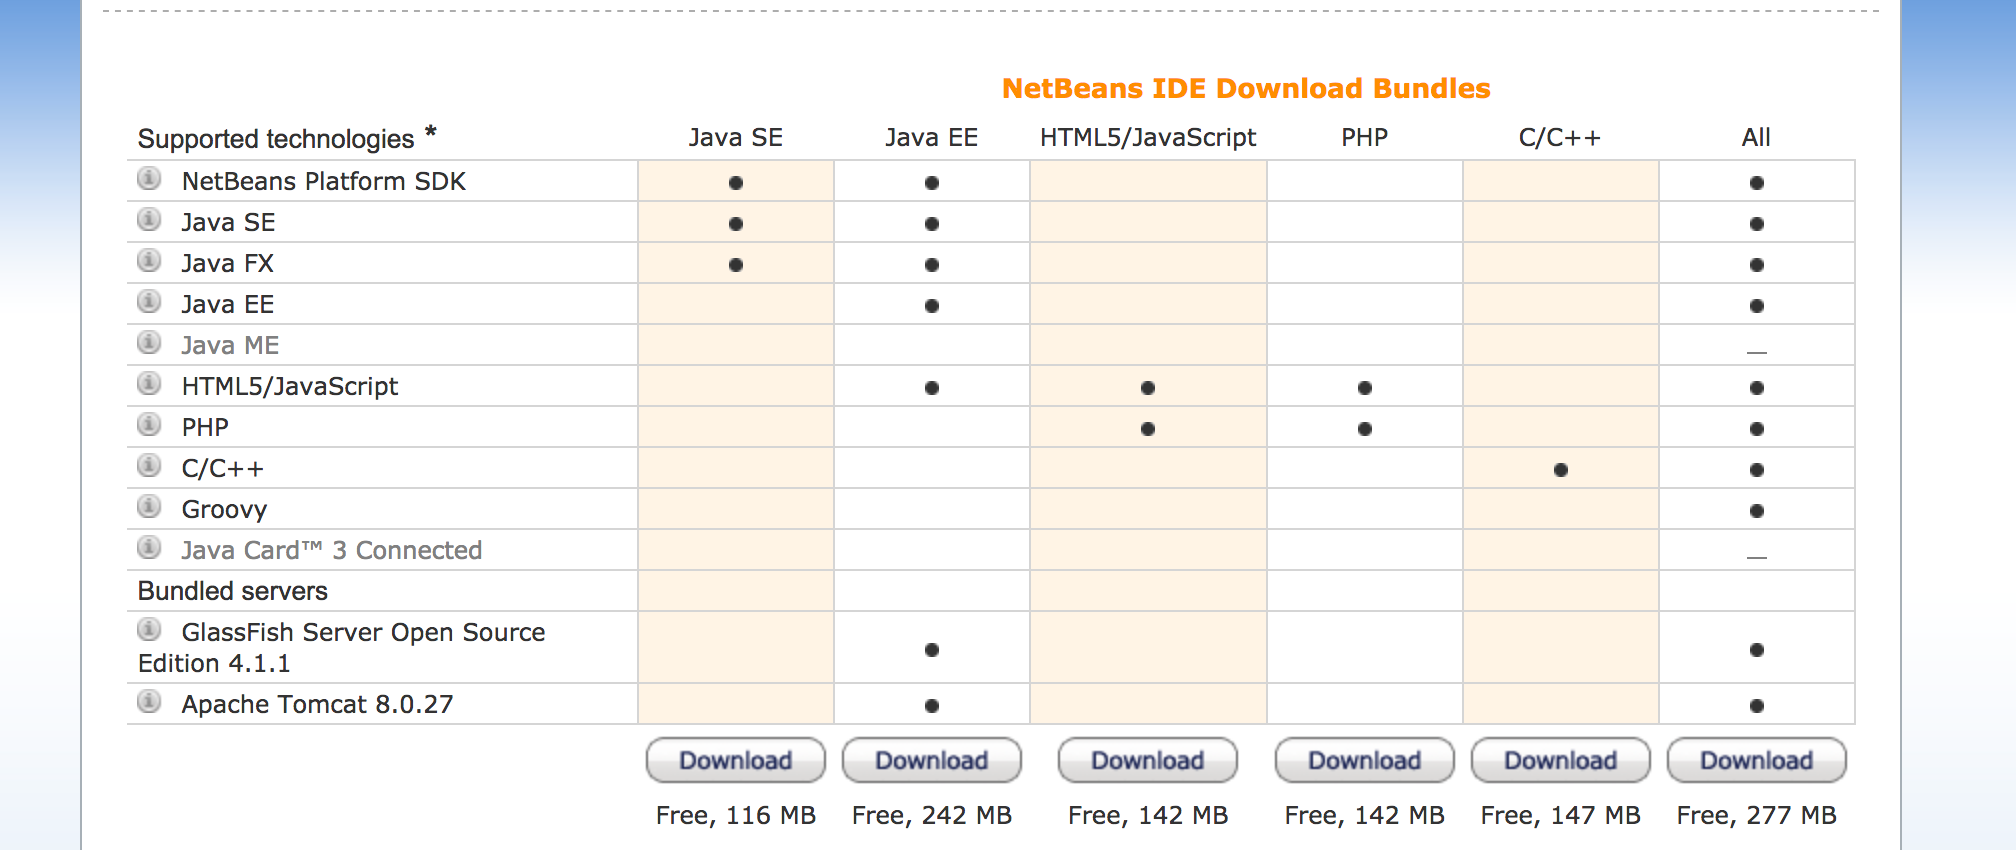 NetBeans IDE Download Bundles
Supported technologies * Java SE Java EE HTML5/JavaScript PHP C/C++ All
NetBeans Platform SDK ● ● ●
Java SE ● ● ●
Java FX ● ● ●
Java EE ● ●
Java ME —
HTML5/JavaScript ● ● ● ●
PHP ● ● ●
C/C++ ● ●
Groovy ●
Java Card™ 3 Connected —
Bundled servers
GlassFish Server Open Source
Edition 4.1.1 ● ●
Apache Tomcat 8.0.27 ● ●
Download Download Download Download Download Download
Free, 116 MB Free, 242 MB Free, 142 MB Free, 142 MB Free, 147 MB Free, 277 MB